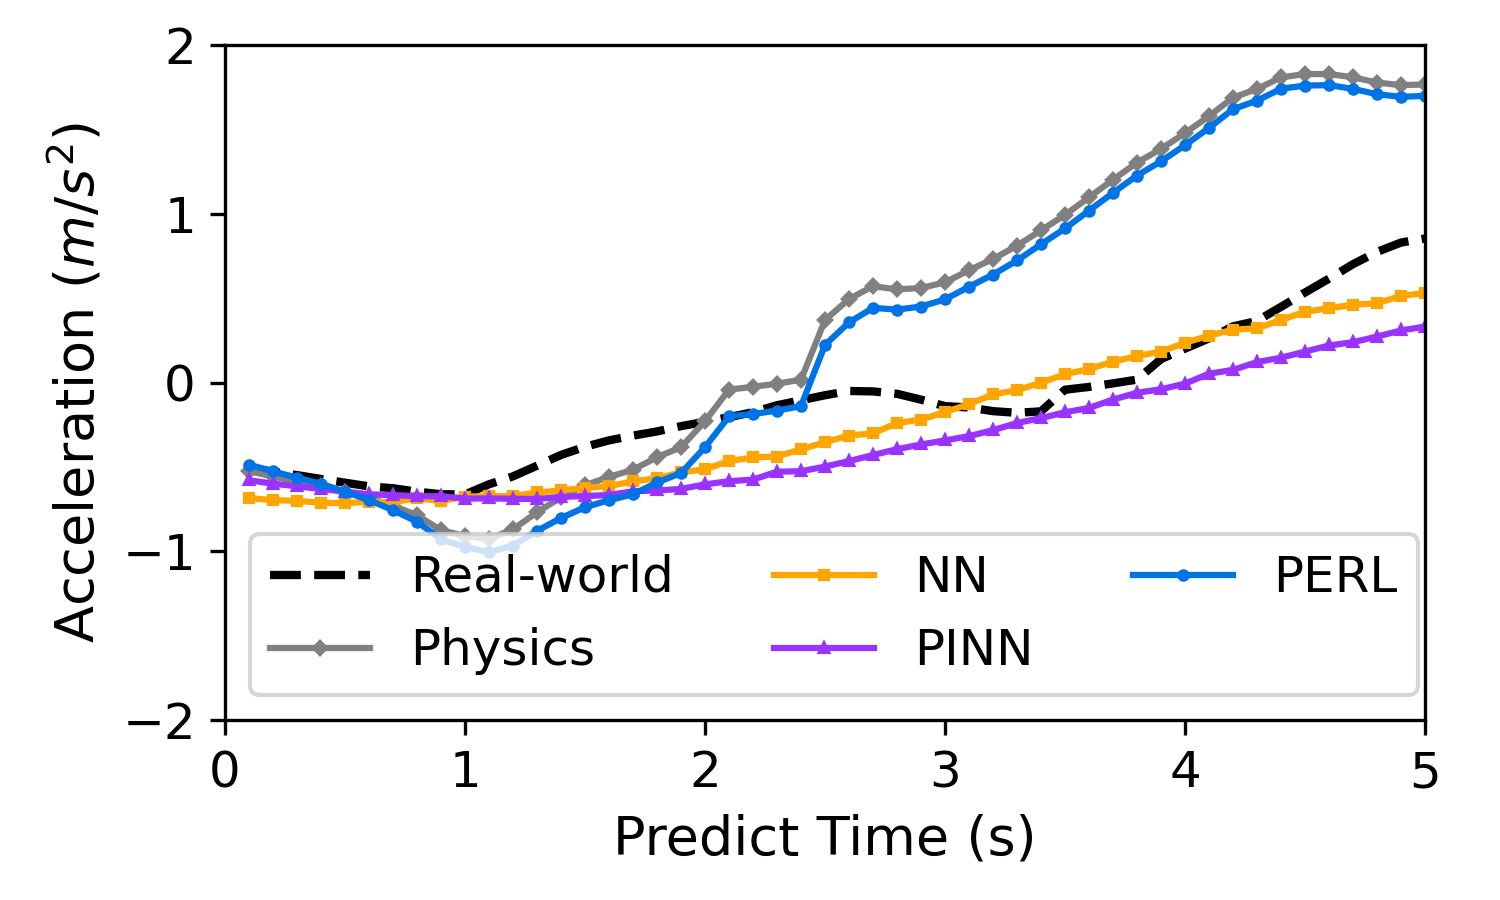 2
1
0
−1
−2
Acceleration (m/s²)
Real-world
NN
PERL
Physics
PINN
0 1 2 3 4 5
Predict Time (s)